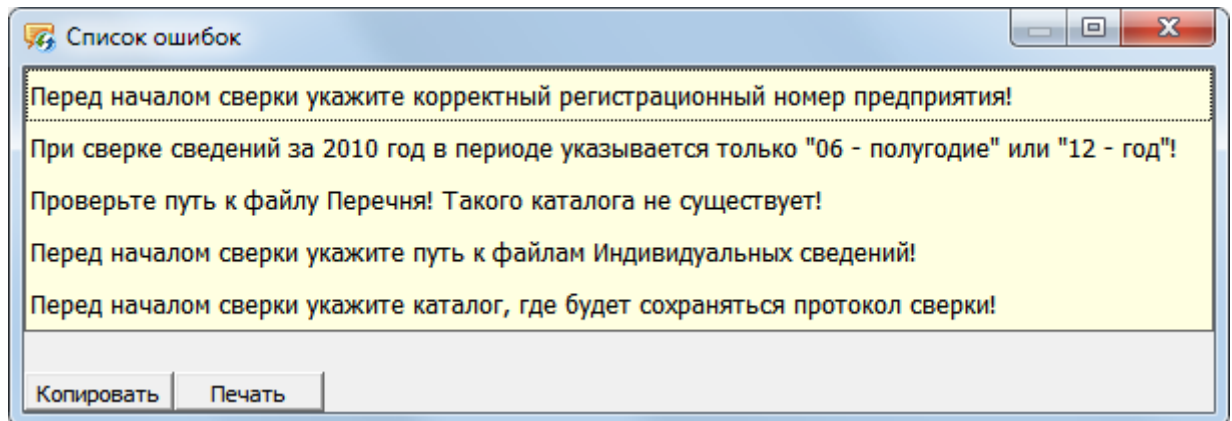 Список ошибок
Перед началом сверки укажите корректный регистрационный номер предприятия!
При сверке сведений за 2010 год в периоде указывается только "06 - полугодие" или "12 - год"!
Проверьте путь к файлу Перечня! Такого каталога не существует!
Перед началом сверки укажите путь к файлам Индивидуальных сведений!
Перед началом сверки укажите каталог, где будет сохраняться протокол сверки!
Копировать Печать